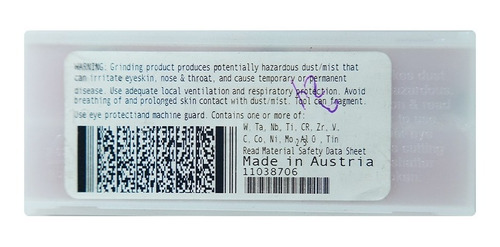 WARNING. Grinding product produces potentially hazardous dust/mist that
can irritate eyeskin, nose & throat, and cause temporary or permanent
disease. Use adequate local ventilation and respiratory protection. Avoid
breathing of and prolonged skin contact with dust/mist. Tool can fragment.
Use eye protectiand machine guard. Contains one or more of:
W. Ta, Nb, Ti, CR, Zr. V.
C, Co, Ni, Mo, Al2O3, Tin
Read Material Safety Data Sheet
Made in Austria
11038706